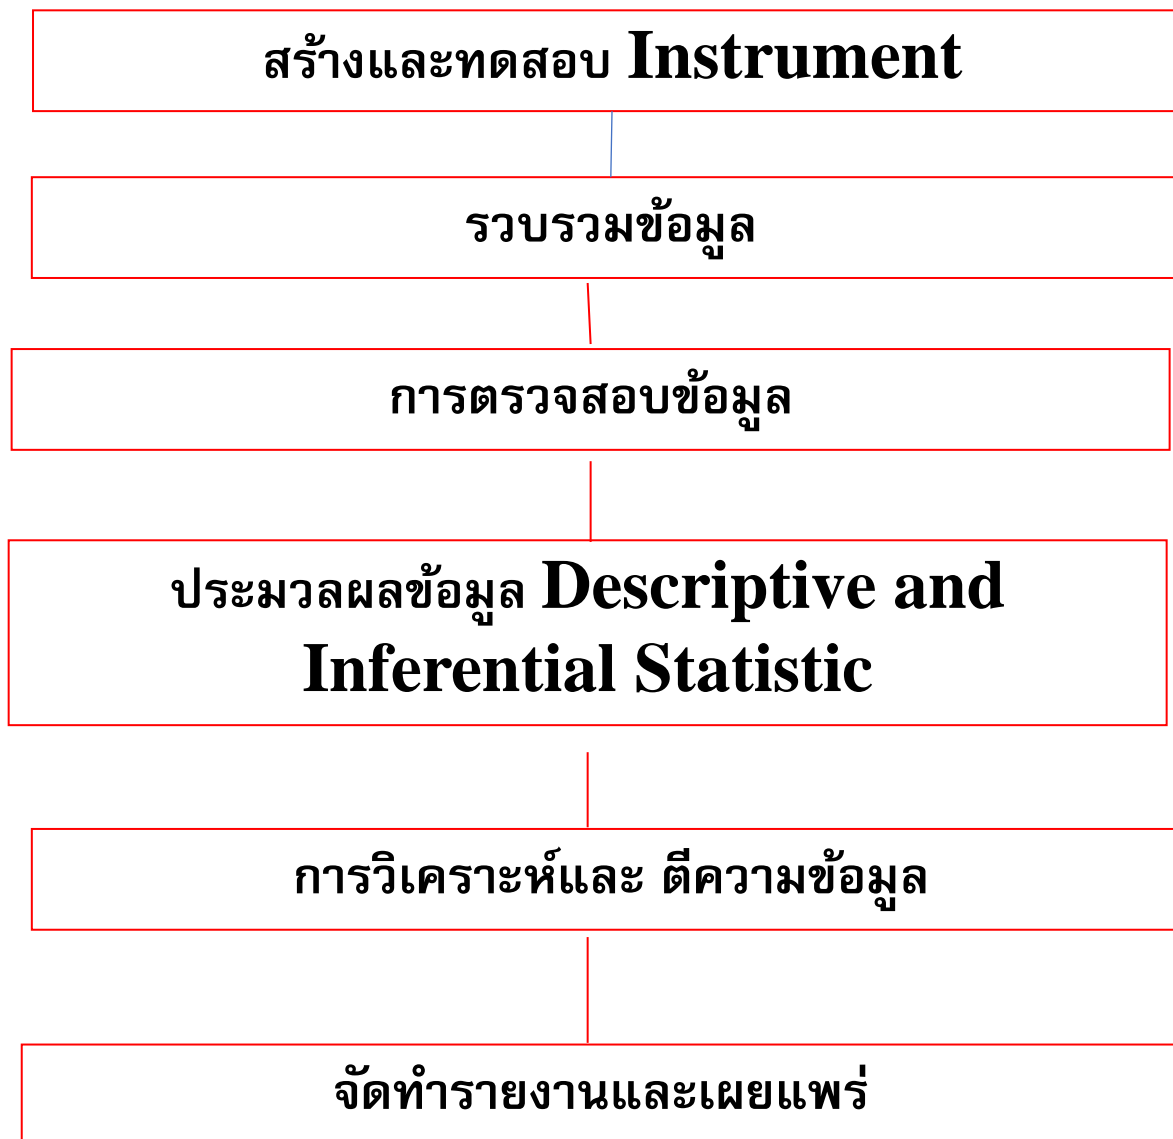 สร้างและทดสอบ Instrument
รวบรวมข้อมูล
การตรวจสอบข้อมูล
ประมวลผลข้อมูล Descriptive and
Inferential Statistic
การวิเคราะห์และ ตีความข้อมูล
จัดทำรายงานและเผยแพร่